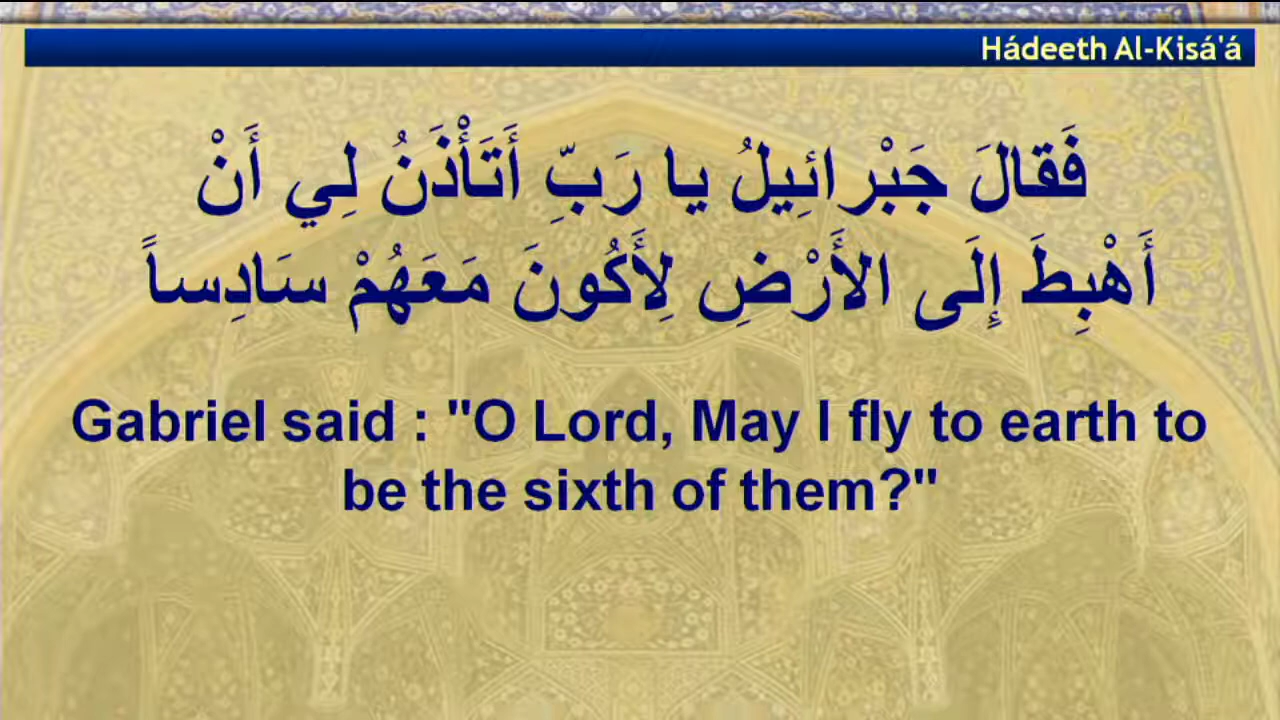 Hádeeth Al-Kisá'á
فَقالَ جَبْرائِيلُ يا رَبِّ أَتَأْذَنُ لِي أَنْ
أَهْبِطَ إِلَى الأَرْضِ لِأَكُونَ مَعَهُمْ سَادِساً
Gabriel said : "O Lord, May I fly to earth to
be the sixth of them?"